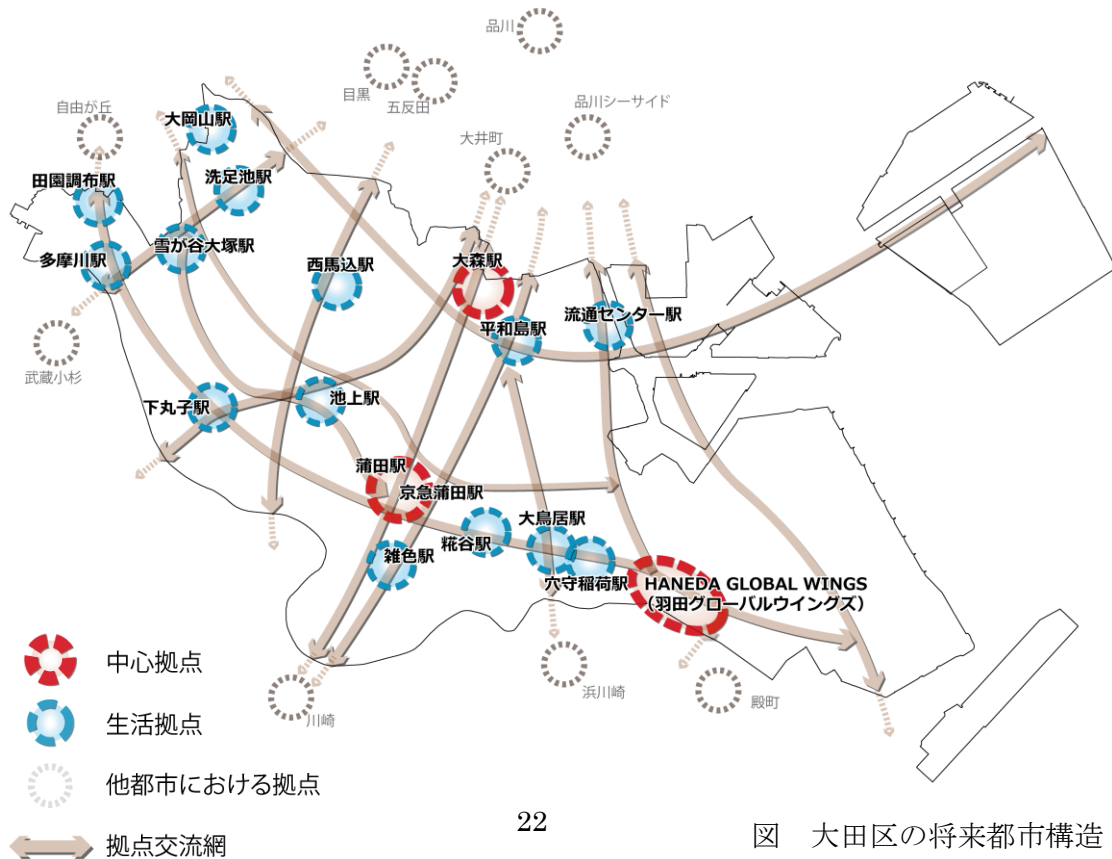 品川
目黒
五反田
品川シーサイド
自由が丘
大岡山駅
大井町
田園調布駅
洗足池駅
雪が谷大塚駅
多摩川駅
西馬込駅
大森駅
流通センター駅
平和島駅
武蔵小杉
下丸子駅
池上駅
蒲田駅
京急蒲田駅
大鳥居駅
糀谷駅
雑色駅
穴守稲荷駅
HANEDA GLOBAL WINGS
（羽田グローバルウイングズ）
浜川崎
殿町
川崎
中心拠点
生活拠点
他都市における拠点
拠点交流網
22
図　大田区の将来都市構造